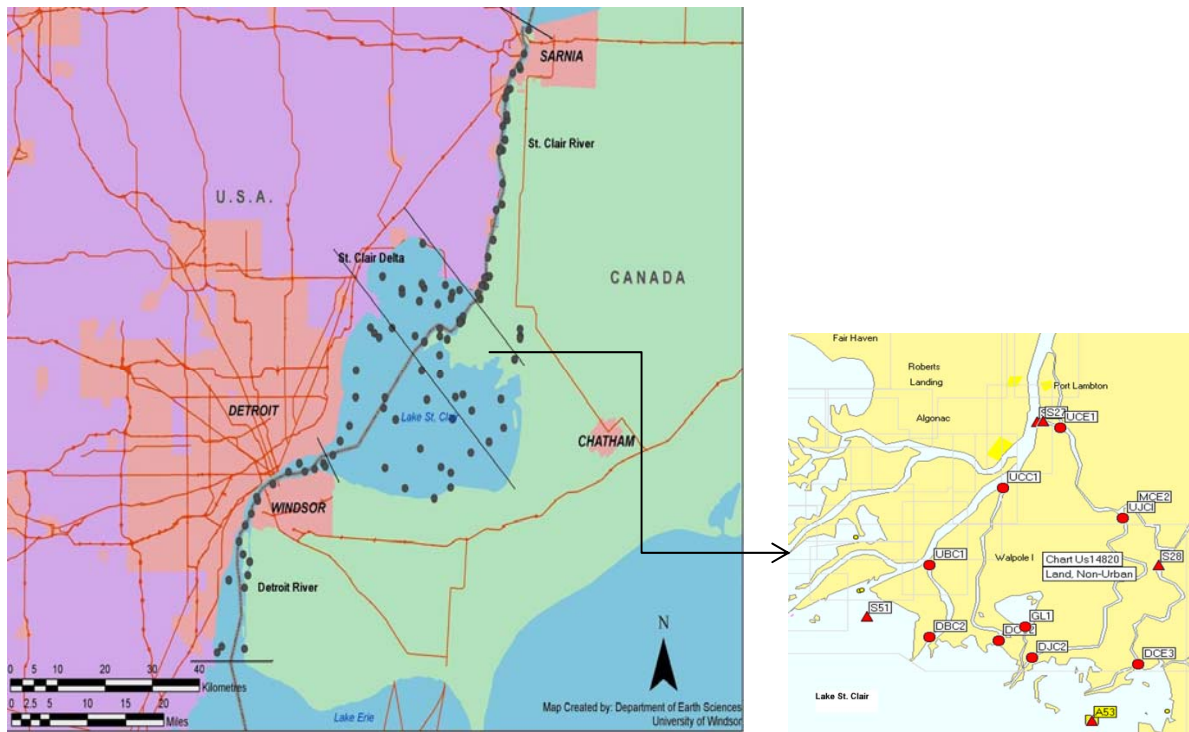 SARNIA
St. Clair River
U.S.A.
St. Clair Delta
CANADA
DETROIT
Lake St. Clair
CHATHAM
WINDSOR
Detroit River
N
0 5 10 20 30 40
Kilometres
0 2.5 5 10 15 20
Miles
Lake Erie
Map Created by: Department of Earth Sciences
University of Windsor
Fair Haven
Roberts
Landing
Port Lambton
Algonac
S27
UCE1
UCC1
MCE2
UJC1
UBC1
Walpole I
Chart Us14820
Land, Non-Urban
S28
S51
GL1
DBC2
DJC2
DCE3
Lake St. Clair
A53